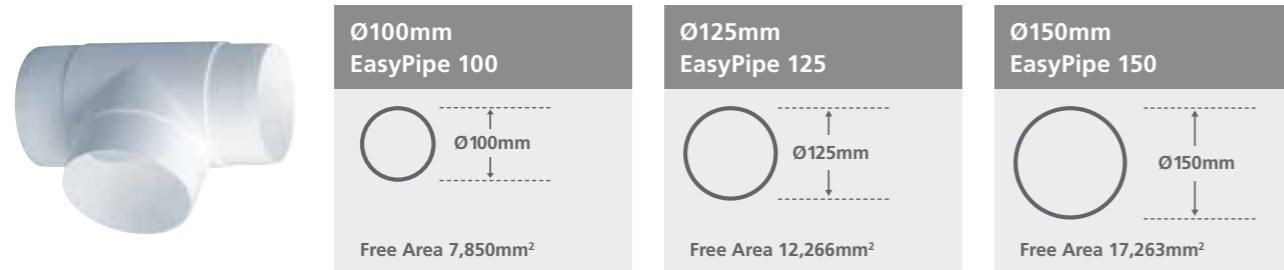 Ø100mm
EasyPipe 100
Ø100mm
Free Area 7,850mm²
Ø125mm
EasyPipe 125
Ø125mm
Free Area 12,266mm²
Ø150mm
EasyPipe 150
Ø150mm
Free Area 17,263mm²